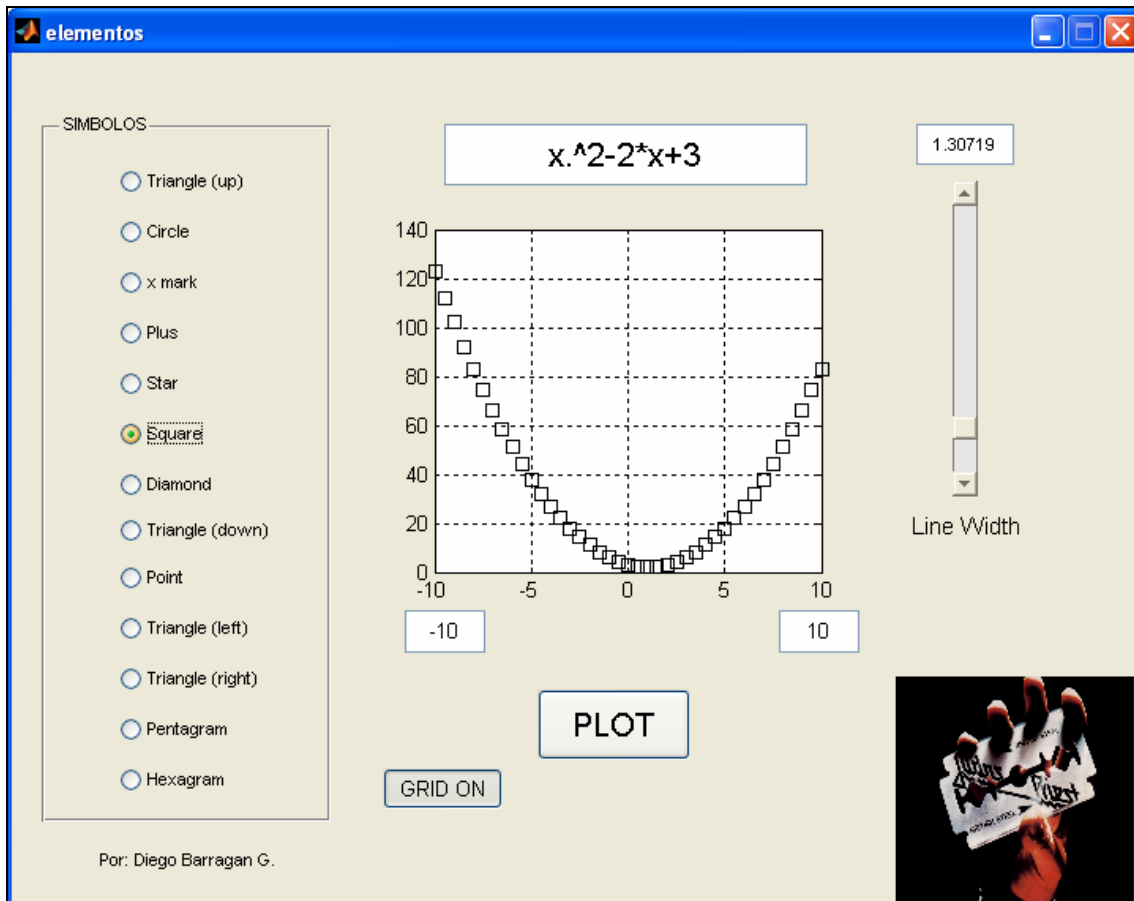 elementos
SIMBOLOS
Triangle (up)
Circle
x mark
Plus
Star
Square
Diamond
Triangle (down)
Point
Triangle (left)
Triangle (right)
Pentagram
Hexagram
Por: Diego Barragan G.
x.^2-2*x+3
140
120
100
80
60
40
20
0
-10 -5 0 5 10
-10 10
PLOT
GRID ON
1.30719
Line Width
Judas
Priest